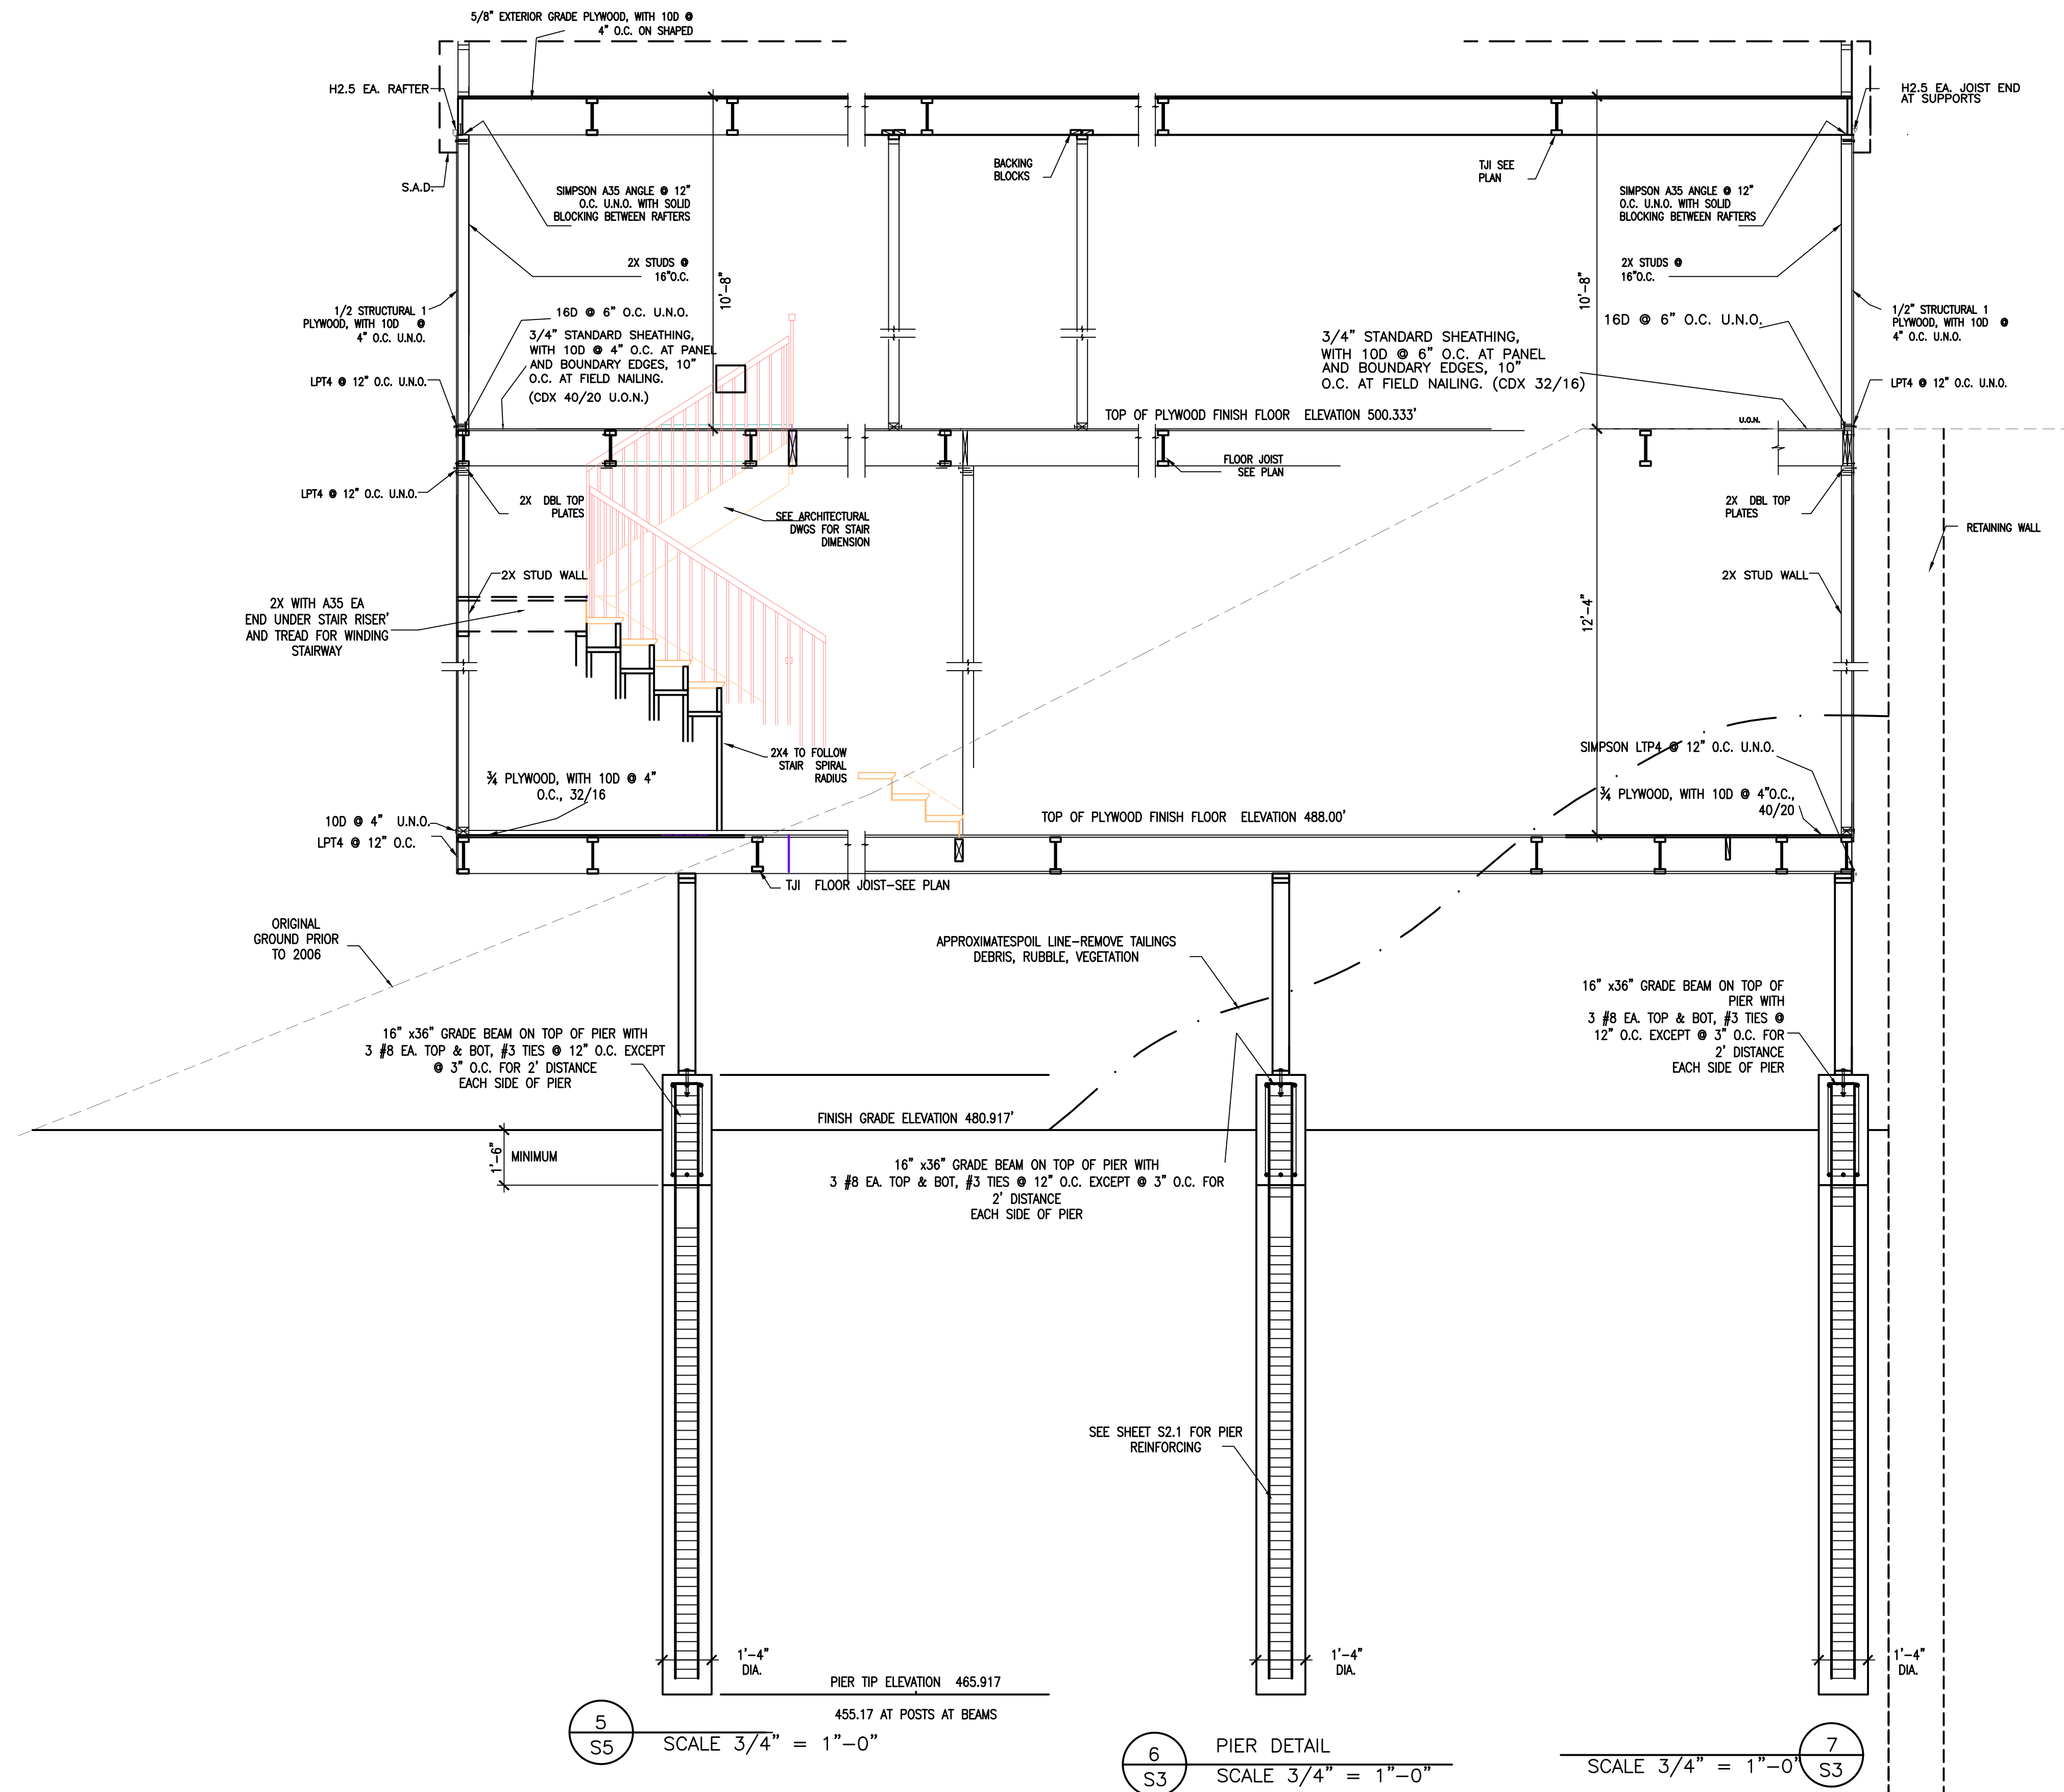 5/8" EXTERIOR GRADE PLYWOOD, WITH 10D @
4" O.C. ON SHAPED
H2.5 EA. RAFTER
H2.5 EA. JOIST END
AT SUPPORTS
S.A.D.
SIMPSON A35 ANGLE @ 12"
O.C. U.N.O. WITH SOLID
BLOCKING BETWEEN RAFTERS
BACKING
BLOCKS
TJI SEE
PLAN
SIMPSON A35 ANGLE @ 12"
O.C. U.N.O. WITH SOLID
BLOCKING BETWEEN RAFTERS
2X STUDS @
16"O.C.
10'-8"
10'-8"
2X STUDS @
16"O.C.
1/2 STRUCTURAL 1
PLYWOOD, WITH 10D @
4" O.C. U.N.O.
16D @ 6" O.C. U.N.O.
3/4" STANDARD SHEATHING,
WITH 10D @ 4" O.C. AT PANEL
AND BOUNDARY EDGES, 10"
O.C. AT FIELD NAILING.
(CDX 40/20 U.O.N.)
16D @ 6" O.C. U.N.O.
3/4" STANDARD SHEATHING,
WITH 10D @ 6" O.C. AT PANEL
AND BOUNDARY EDGES, 10"
O.C. AT FIELD NAILING. (CDX 32/16)
1/2" STRUCTURAL 1
PLYWOOD, WITH 10D @
4" O.C. U.N.O.
LPT4 @ 12" O.C. U.N.O.
LPT4 @ 12" O.C. U.N.O.
TOP OF PLYWOOD FINISH FLOOR ELEVATION 500.333'
U.O.N.
FLOOR JOIST
SEE PLAN
LPT4 @ 12" O.C. U.N.O.
2X DBL TOP
PLATES
SEE ARCHITECTURAL
DWGS FOR STAIR
DIMENSION
2X DBL TOP
PLATES
RETAINING WALL
2X STUD WALL
2X STUD WALL
2X WITH A35 EA
END UNDER STAIR RISER'
AND TREAD FOR WINDING
STAIRWAY
12'-4"
2X4 TO FOLLOW
STAIR SPIRAL
RADIUS
SIMPSON LTP4 @ 12" O.C. U.N.O.
¾ PLYWOOD, WITH 10D @ 4"
O.C., 32/16
¾ PLYWOOD, WITH 10D @ 4"O.C.,
40/20
10D @ 4" U.N.O.
LPT4 @ 12" O.C.
TOP OF PLYWOOD FINISH FLOOR ELEVATION 488.00'
TJI FLOOR JOIST-SEE PLAN
ORIGINAL
GROUND PRIOR
TO 2006
APPROXIMATESPOIL LINE-REMOVE TAILINGS
DEBRIS, RUBBLE, VEGETATION
16" x36" GRADE BEAM ON TOP OF
PIER WITH
3 #8 EA. TOP & BOT, #3 TIES @
12" O.C. EXCEPT @ 3" O.C. FOR
2' DISTANCE
EACH SIDE OF PIER
16" x36" GRADE BEAM ON TOP OF PIER WITH
3 #8 EA. TOP & BOT, #3 TIES @ 12" O.C. EXCEPT
@ 3" O.C. FOR 2' DISTANCE
EACH SIDE OF PIER
FINISH GRADE ELEVATION 480.917'
1'-6"
MINIMUM
16" x36" GRADE BEAM ON TOP OF PIER WITH
3 #8 EA. TOP & BOT, #3 TIES @ 12" O.C. EXCEPT @ 3" O.C. FOR
2' DISTANCE
EACH SIDE OF PIER
SEE SHEET S2.1 FOR PIER
REINFORCING
1'-4"
DIA.
1'-4"
DIA.
1'-4"
DIA.
PIER TIP ELEVATION 465.917
455.17 AT POSTS AT BEAMS
5
S5
SCALE 3/4" = 1"-0"
6
S3
PIER DETAIL
SCALE 3/4" = 1"-0"
SCALE 3/4" = 1"-0"
7
S3